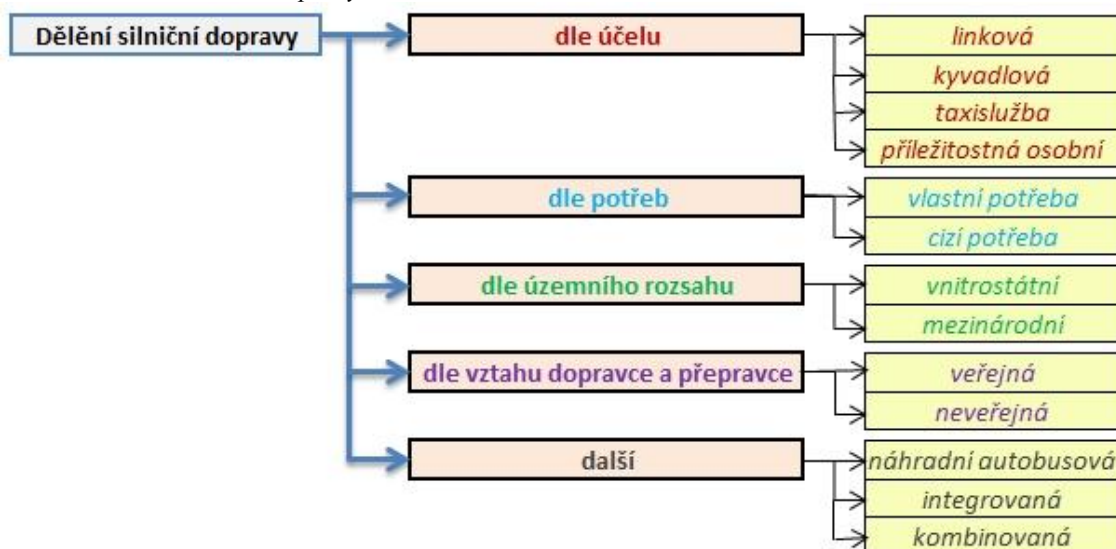 Dělění silniční dopravy
dle účelu
linková
kyvadlová
taxislužba
příležitostná osobní
dle potřeb
vlastní potřeba
cizí potřeba
dle územního rozsahu
vnitrostátní
mezinárodní
dle vztahu dopravce a přepravce
veřejná
neveřejná
další
náhradní autobusová
integrovaná
kombinovaná